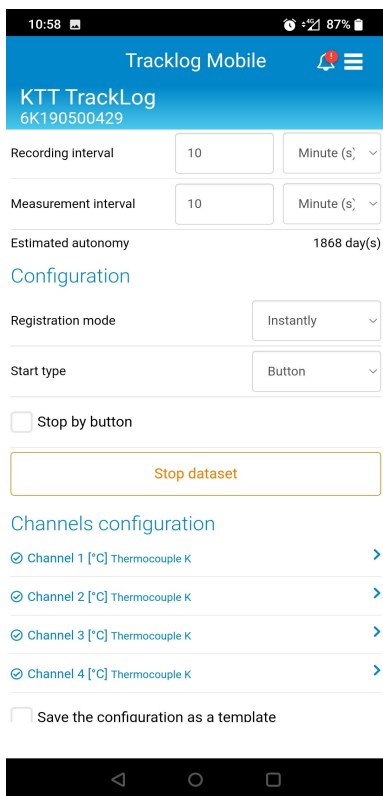 10:58 4G 87%
Tracklog Mobile
KTT TrackLog
6K190500429
Recording interval 10 Minute (s)
Measurement interval 10 Minute (s)
Estimated autonomy 1868 day(s)
Configuration
Registration mode Instantly
Start type Button
Stop by button
Stop dataset
Channels configuration
Channel 1 [°C] Thermocouple K
Channel 2 [°C] Thermocouple K
Channel 3 [°C] Thermocouple K
Channel 4 [°C] Thermocouple K
Save the configuration as a template